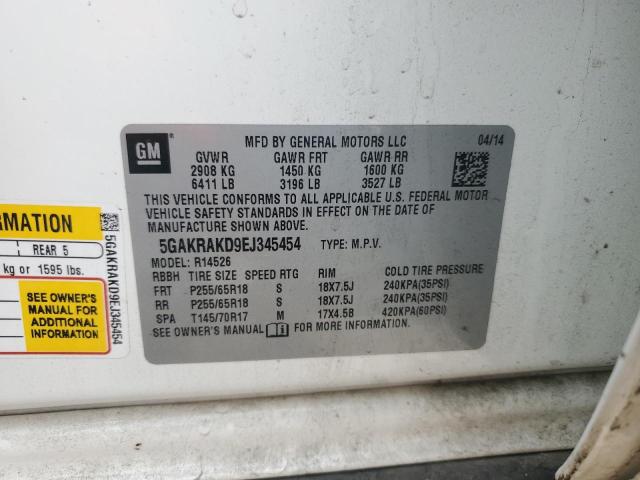 GM
MFD BY GENERAL MOTORS LLC 04/14
GVWR GAWR FRT GAWR RR
2908 KG 1450 KG 1600 KG
6411 LB 3196 LB 3527 LB
THIS VEHICLE CONFORMS TO ALL APPLICABLE U.S. FEDERAL MOTOR
VEHICLE SAFETY STANDARDS IN EFFECT ON THE DATE OF
MANUFACTURE SHOWN ABOVE.
5GAKRAKD9EJ345454 TYPE: M.P.V.
MODEL: R14526
RBBH TIRE SIZE SPEED RTG RIM COLD TIRE PRESSURE
FRT P255/65R18 S 18X7.5J 240KPA(35PSI)
RR P255/65R18 S 18X7.5J 240KPA(35PSI)
SPA T145/70R17 M 17X4.5B 420KPA(60PSI)
SEE OWNER'S MANUAL FOR MORE INFORMATION
ORMATION
REAR 5
kg or 1595 lbs.
SEE OWNER'S
MANUAL FOR
ADDITIONAL
INFORMATION
5GAKRAKD9EJ345454